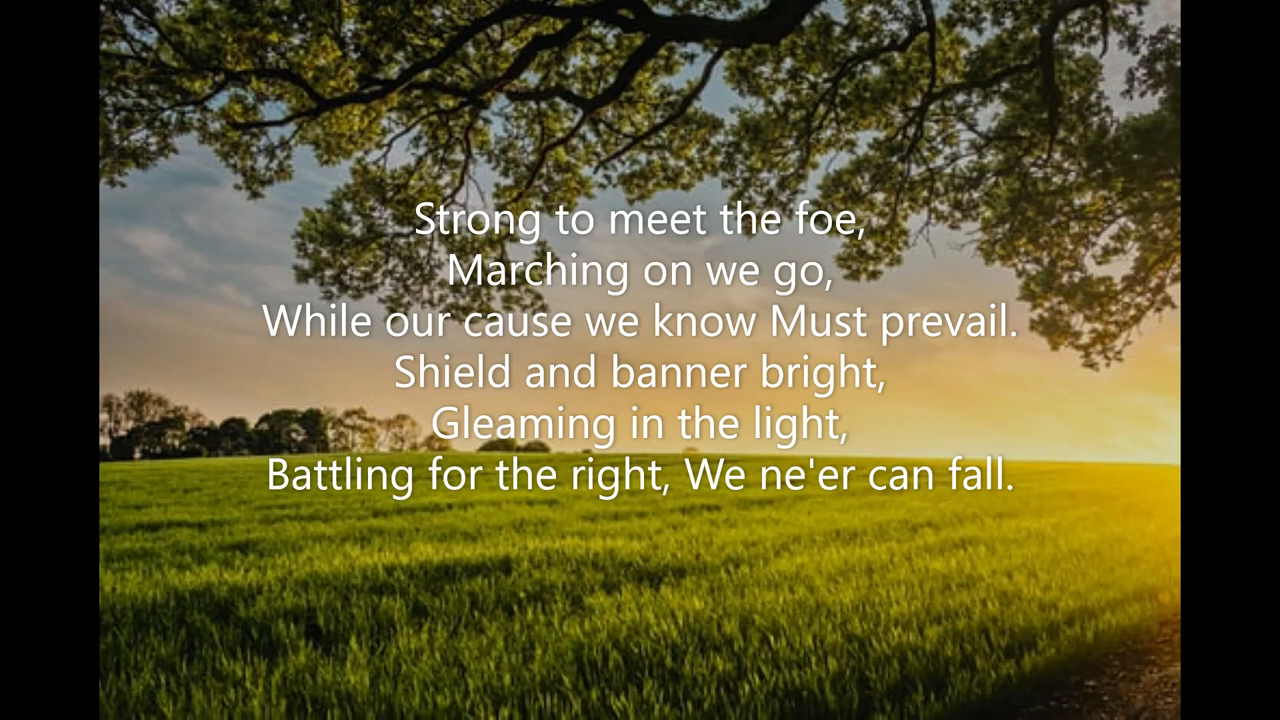 Strong to meet the foe,
Marching on we go,
While our cause we know Must prevail.
Shield and banner bright,
Gleaming in the light,
Battling for the right, We ne'er can fall.